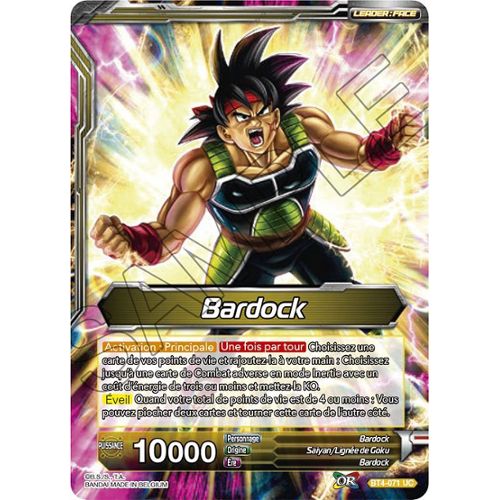 LEADER : FACE
SAMPLE
Bardock
Activation : Principale Une fois par tour Choisissez une
carte de vos points de vie et rajoutez-la à votre main : Choisissez
jusqu'à une carte de Combat adverse en mode Inertie avec un
coût d'énergie de trois ou moins et mettez-la KO.
Éveil Quand votre total de points de vie est de 4 ou moins : Vous
pouvez piocher deux cartes et tourner cette carte de l'autre côté.
PUISSANCE 10000
Personnage Bardock
Origine Saiyan/Lignée de Goku
Ère Bardock
©B.S./S., T.A.
BANDAI MADE IN BELGIUM
OR BT4-071 UC